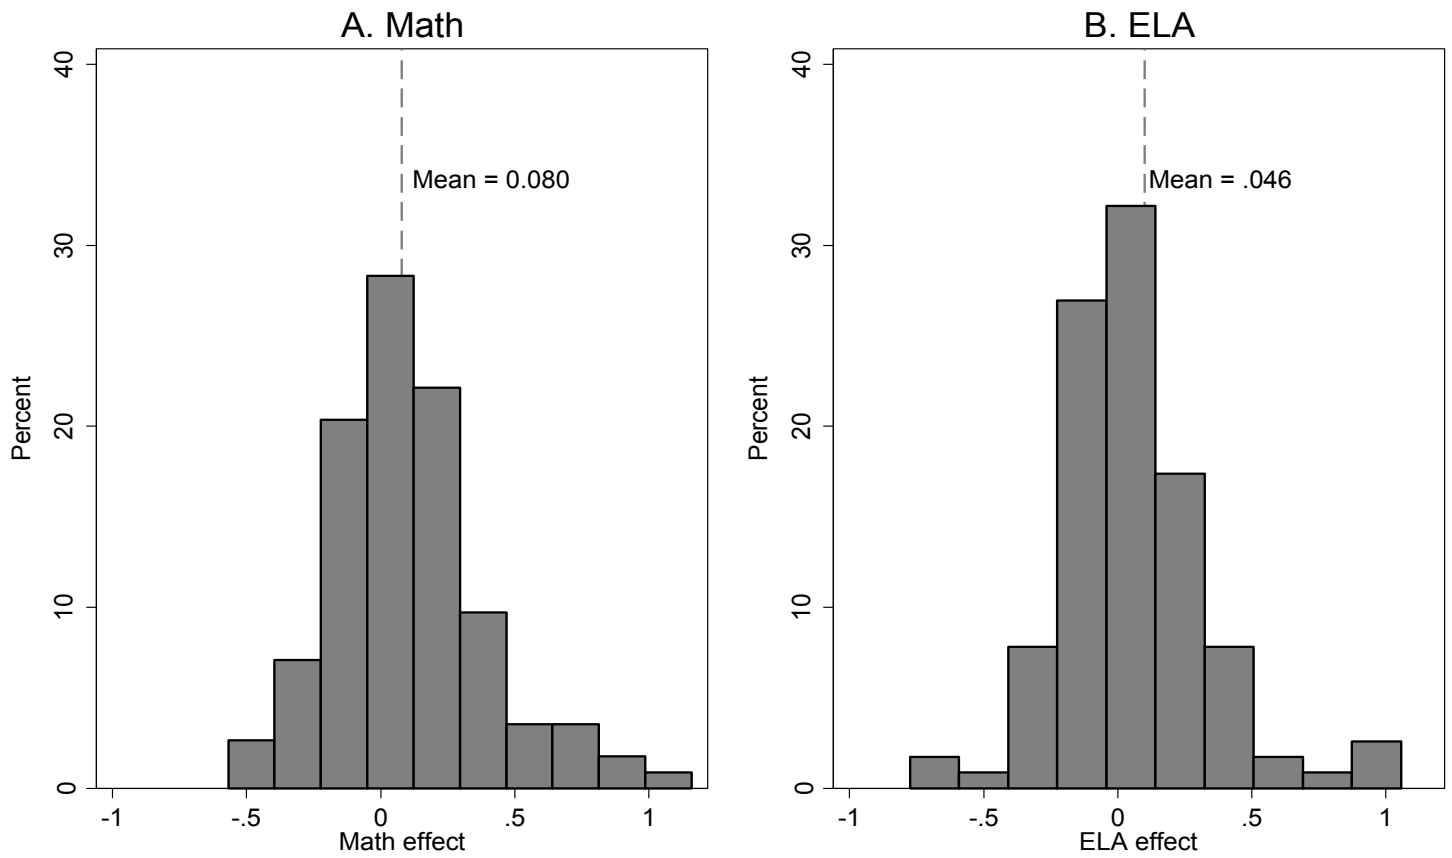 A. Math
40
30
20
10
0
Percent
Mean = 0.080
-1
-.5
0
.5
1
Math effect
B. ELA
40
30
20
10
0
Percent
Mean = .046
-1
-.5
0
.5
1
ELA effect